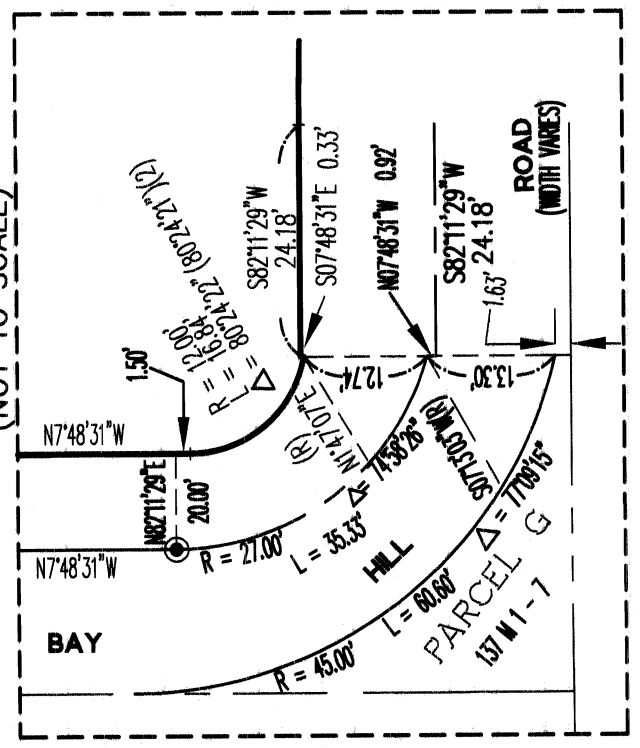 (NOT TO SCALE)
R = 12.00'
L = 16.84'
Δ = 80°24'22" (80°24'21")(2)
S82°11'29"W
24.18'
S07°48'31"E 0.33'
N07°48'31"W 0.92'
S82°11'29"W
24.18'
1.63'
ROAD
(WIDTH VARIES)
1.50'
N7°48'31"W
N82°11'29"E
20.00'
(R)
N1°47'07"E
12.74'
13.30'
S07°15'03"W(R)
Δ = 74°58'26"
Δ = 77°09'15"
N7°48'31"W
R = 27.00'
L = 35.33'
HILL
BAY
R = 45.00'
L = 60.60'
PARCEL G
137 M 1 - 7